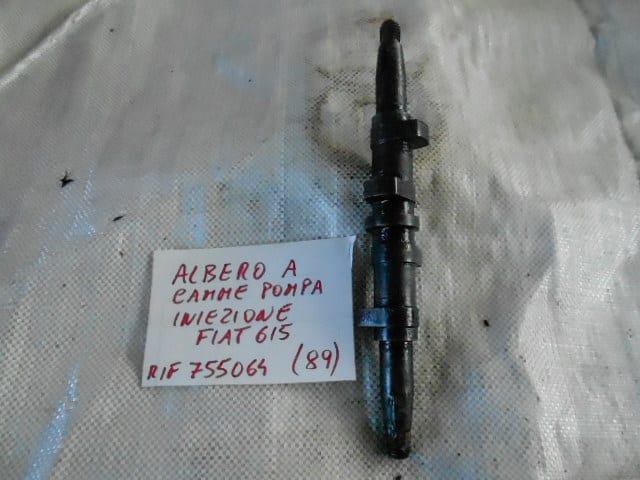 ALBERO A
CAMME POMPA
INIEZIONE
FIAT 615
RIF 755064 (89)